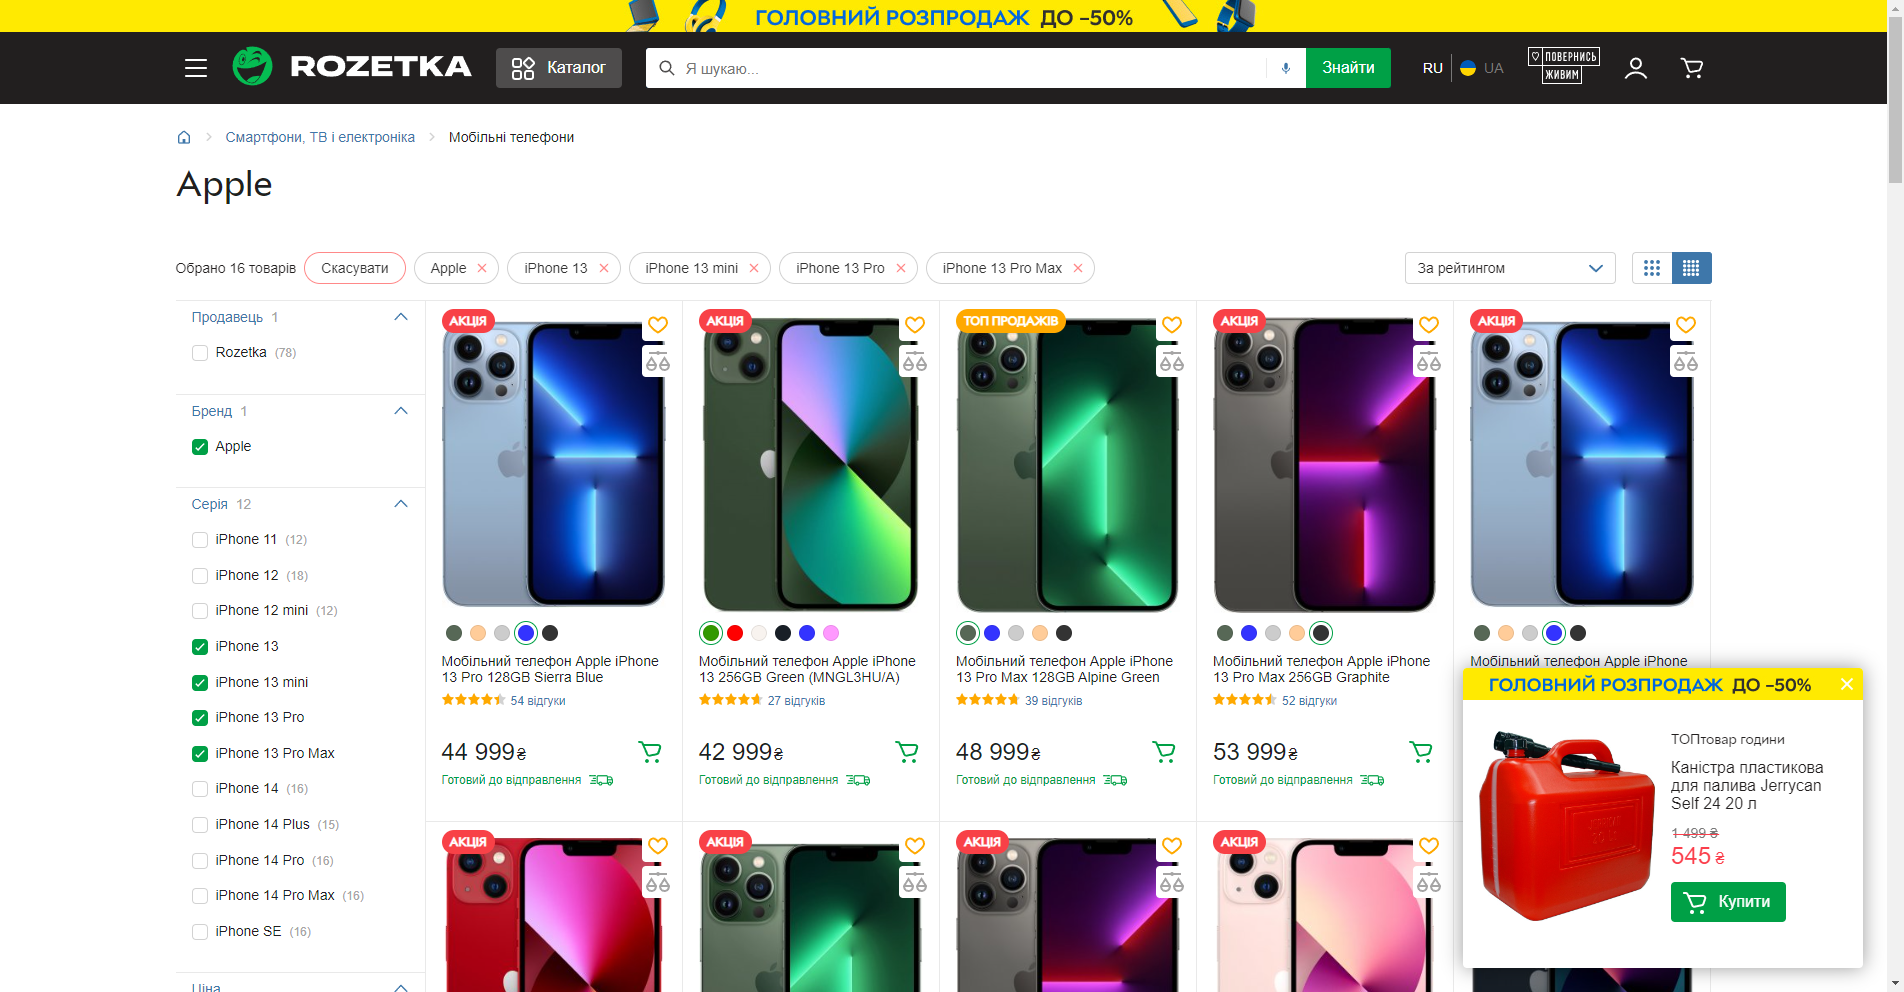 ГОЛОВНИЙ РОЗПРОДАЖ ДО −50%
ROZETKA
Каталог
Я шукаю...
Знайти
RU
UA
ПОВЕРНИСЬ
ЖИВИМ
Смартфони, ТВ і електроніка
Мобільні телефони
Apple
Обрано 16 товарів
Скасувати
Apple
iPhone 13
iPhone 13 mini
iPhone 13 Pro
iPhone 13 Pro Max
За рейтингом
Продавець 1
Rozetka (78)
Бренд 1
Apple
Серія 12
iPhone 11 (12)
iPhone 12 (18)
iPhone 12 mini (12)
iPhone 13
iPhone 13 mini
iPhone 13 Pro
iPhone 13 Pro Max
iPhone 14 (16)
iPhone 14 Plus (15)
iPhone 14 Pro (16)
iPhone 14 Pro Max (16)
iPhone SE (16)
Ціна
АКЦІЯ
Мобільний телефон Apple iPhone
13 Pro 128GB Sierra Blue
54 відгуки
44 999₴
Готовий до відправлення
АКЦІЯ
Мобільний телефон Apple iPhone
13 256GB Green (MNGL3HU/A)
27 відгуків
42 999₴
Готовий до відправлення
ТОП ПРОДАЖІВ
Мобільний телефон Apple iPhone
13 Pro Max 128GB Alpine Green
39 відгуків
48 999₴
Готовий до відправлення
АКЦІЯ
Мобільний телефон Apple iPhone
13 Pro Max 256GB Graphite
52 відгуки
53 999₴
Готовий до відправлення
АКЦІЯ
Мобільний телефон Apple iPhone
АКЦІЯ
АКЦІЯ
АКЦІЯ
АКЦІЯ
ГОЛОВНИЙ РОЗПРОДАЖ ДО −50%
ТОПтовар години
Каністра пластикова
для палива Jerrycan
Self 24 20 л
1 499 ₴
545 ₴
Купити